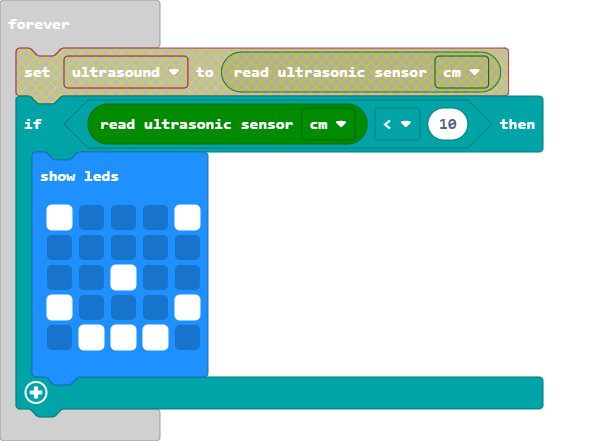 forever
set ultrasound to read ultrasonic sensor cm
if read ultrasonic sensor cm < 10 then
show leds